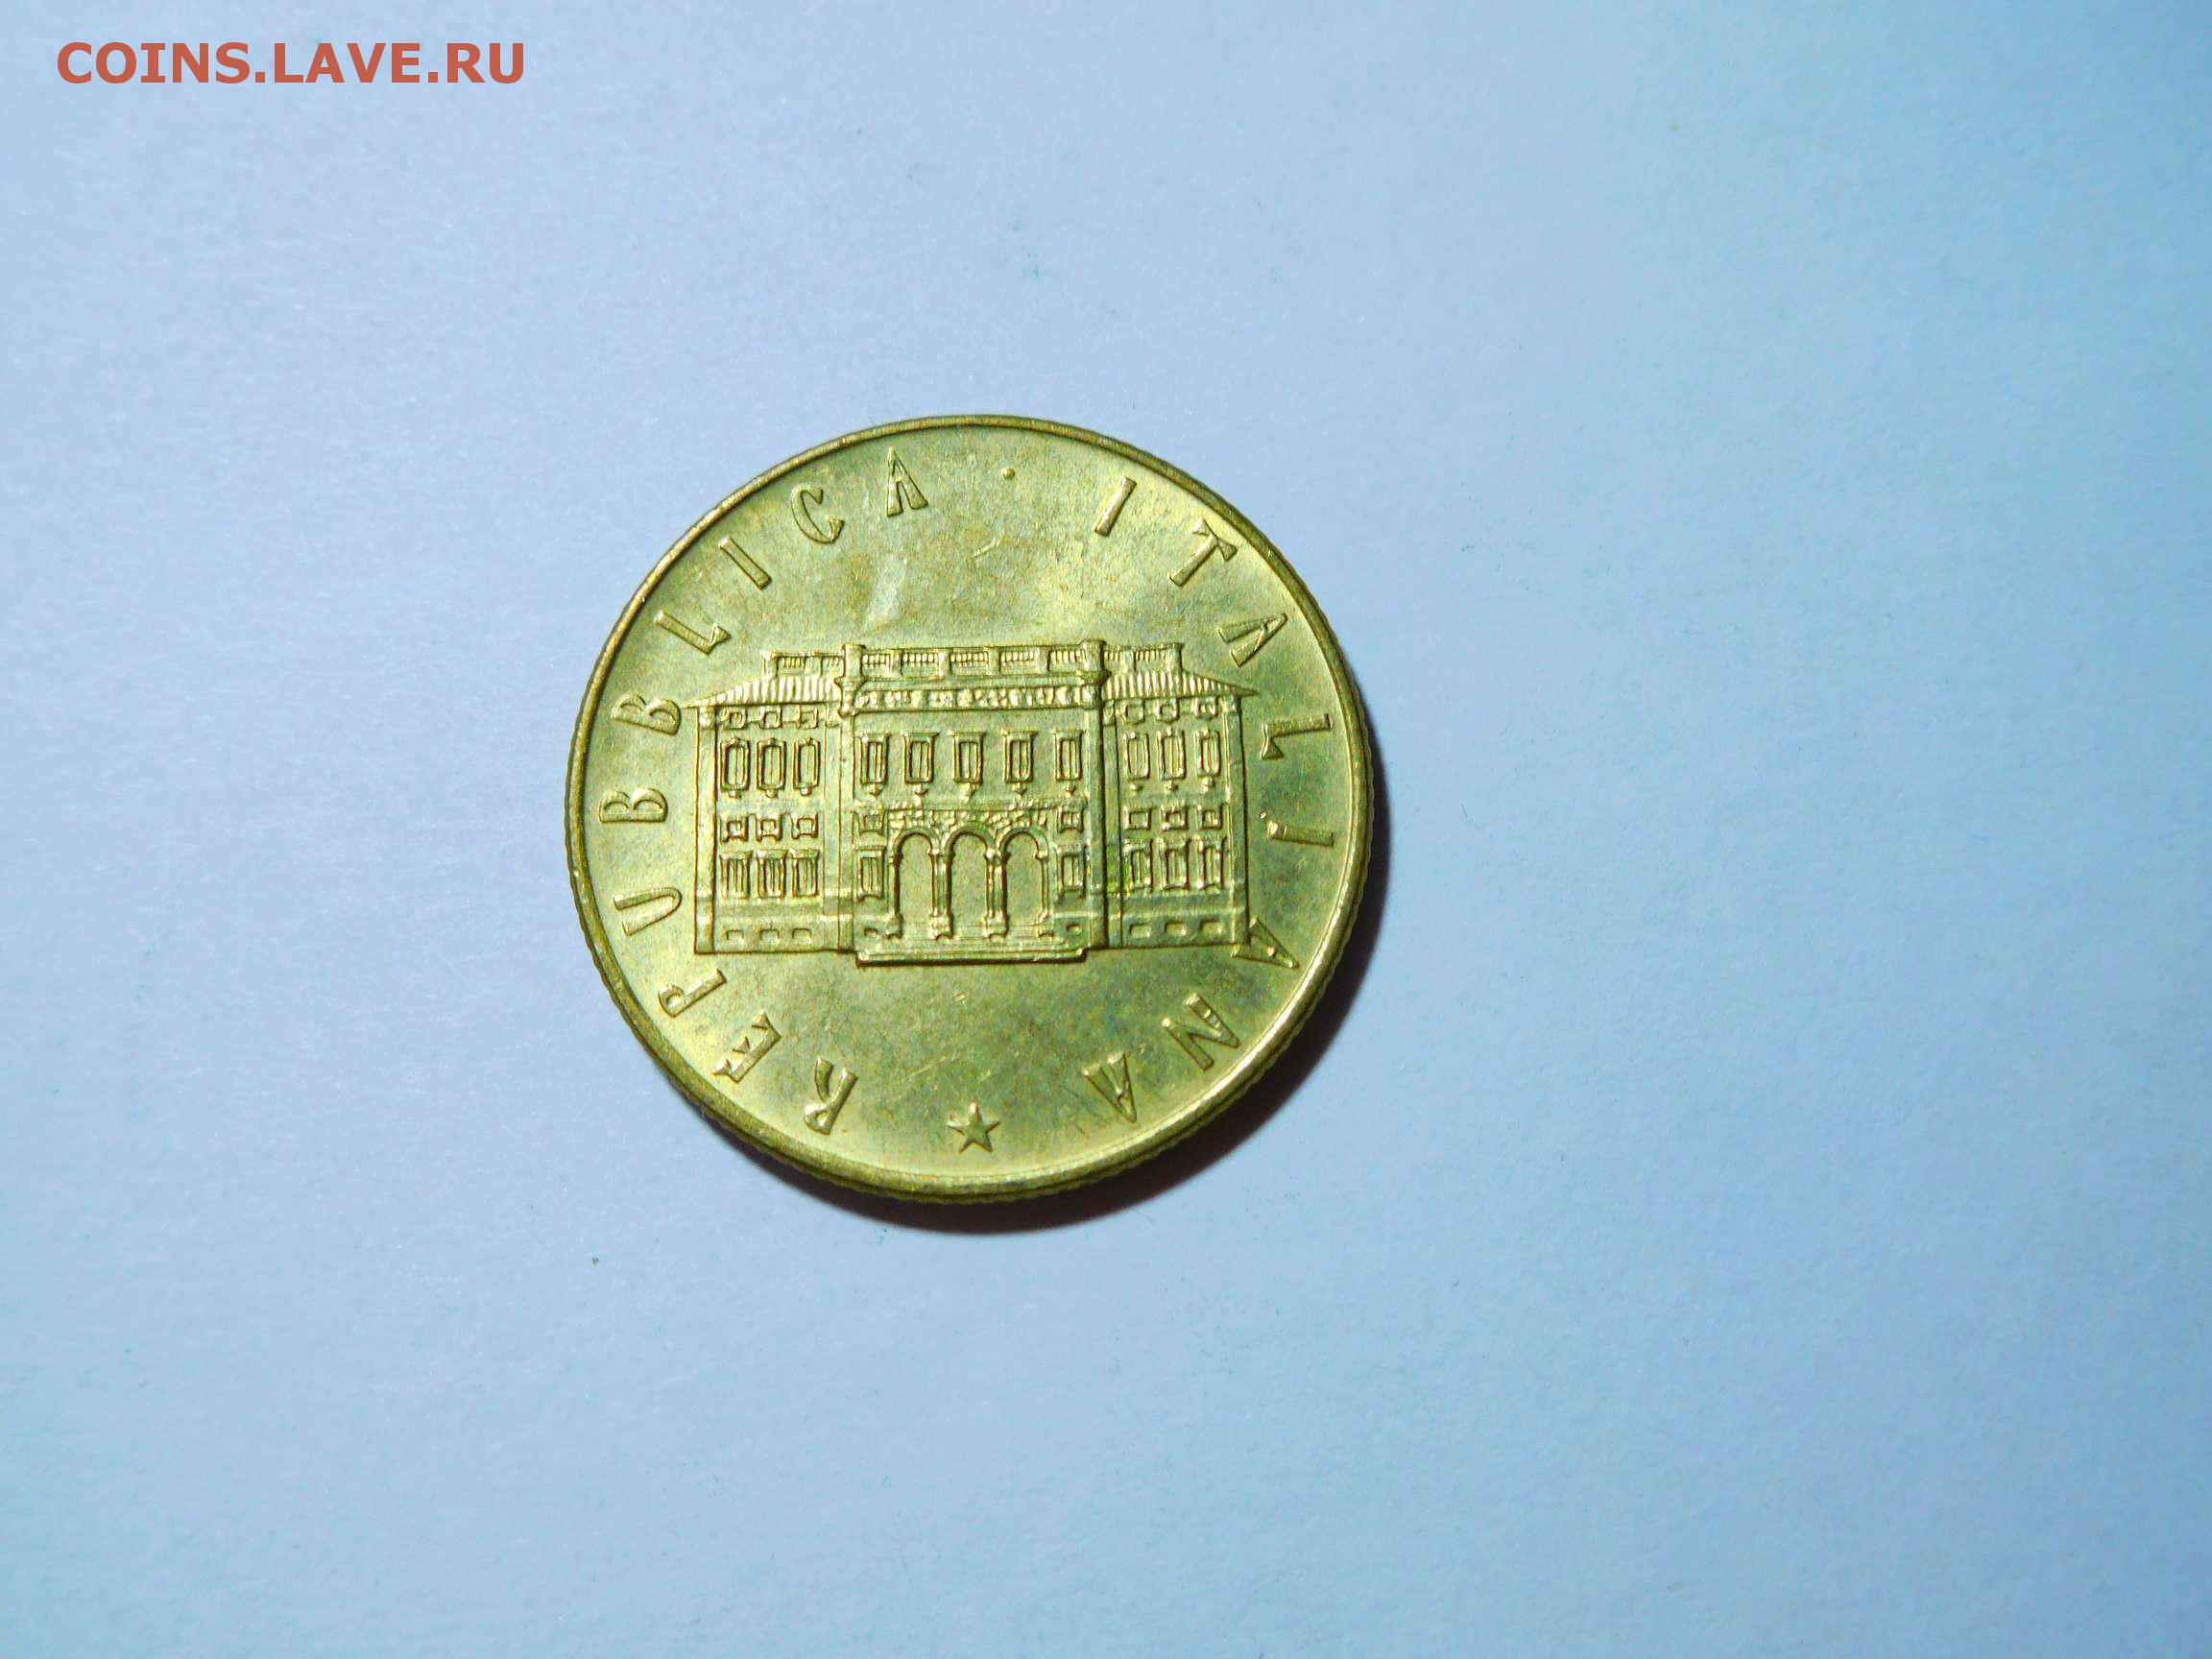 COINS.LAVE.RU
REPUBBLICA · ITALIANA